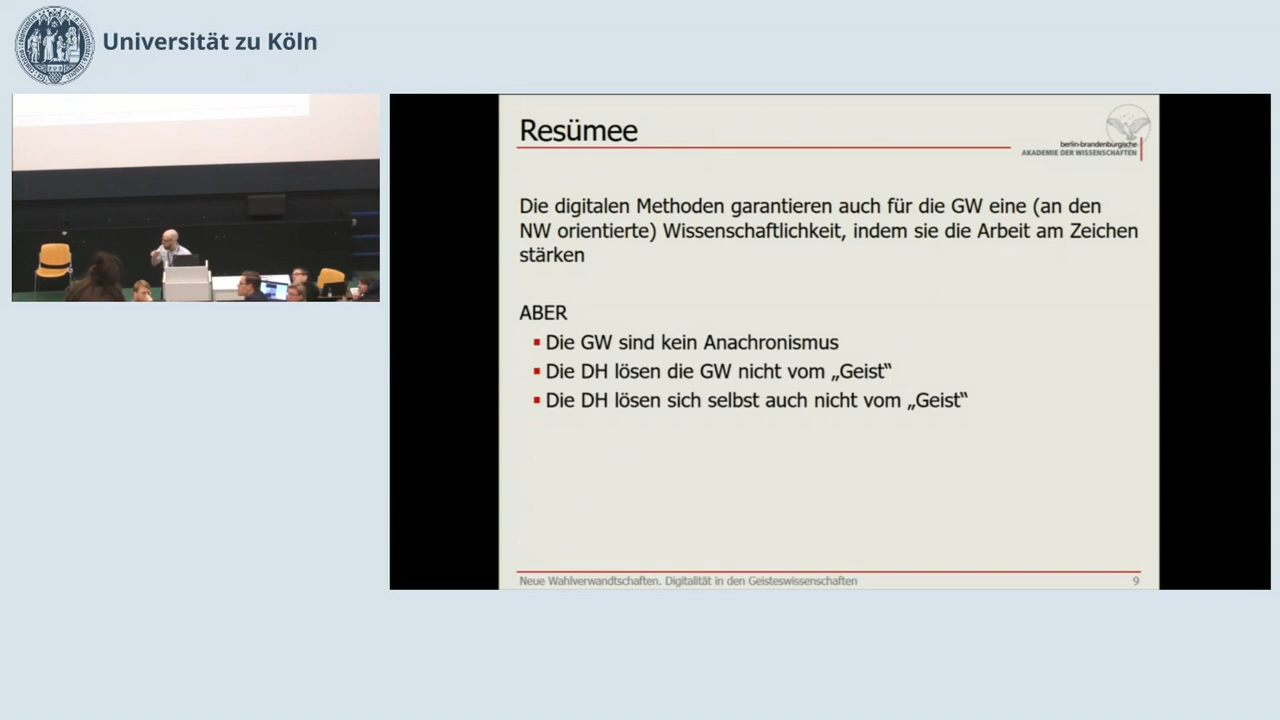 Universität zu Köln
Resümee
berlin-brandenburgische
AKADEMIE DER WISSENSCHAFTEN
Die digitalen Methoden garantieren auch für die GW eine (an den
NW orientierte) Wissenschaftlichkeit, indem sie die Arbeit am Zeichen
stärken
ABER
▪ Die GW sind kein Anachronismus
▪ Die DH lösen die GW nicht vom „Geist“
▪ Die DH lösen sich selbst auch nicht vom „Geist“
Neue Wahlverwandtschaften. Digitalität in den Geisteswissenschaften
9